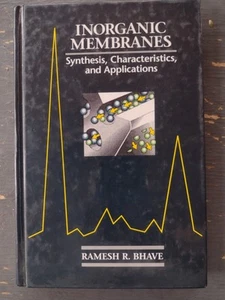 INORGANIC
MEMBRANES
Synthesis, Characteristics,
and Applications
RAMESH R. BHAVE